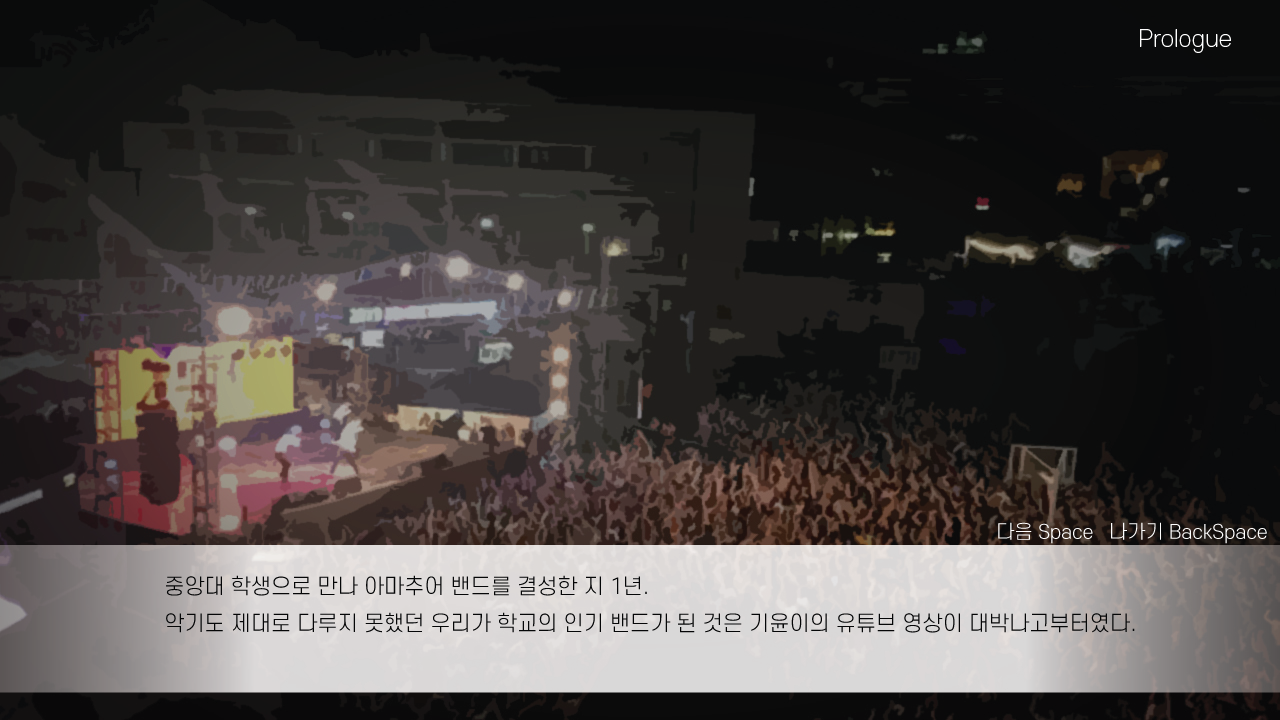 Prologue
다음 Space 나가기 BackSpace
중앙대 학생으로 만나 아마추어 밴드를 결성한 지 1년.
악기도 제대로 다루지 못했던 우리가 학교의 인기 밴드가 된 것은 기윤이의 유튜브 영상이 대박나고부터였다.